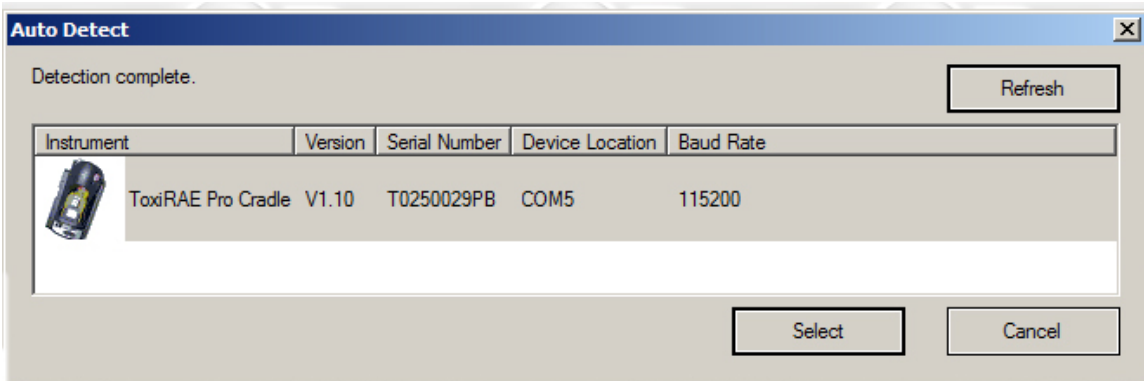 Auto Detect
Detection complete.
Refresh
Instrument Version Serial Number Device Location Baud Rate
ToxiRAE Pro Cradle V1.10 T0250029PB COM5 115200
Select Cancel